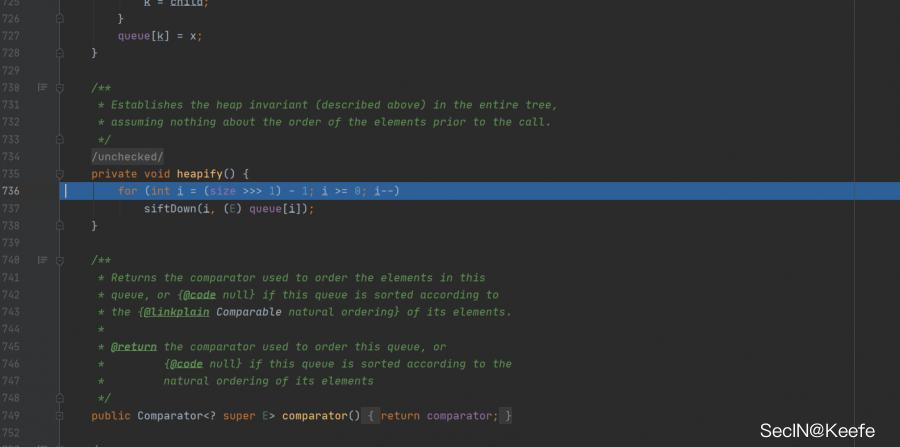 725 k = child;
726 }
727 queue[k] = x;
728 }
729
730 /**
731 * Establishes the heap invariant (described above) in the entire tree,
732 * assuming nothing about the order of the elements prior to the call.
733 */
734 /unchecked/
735 private void heapify() {
736 for (int i = (size >>> 1) - 1; i >= 0; i--)
737 siftDown(i, (E) queue[i]);
738 }
739
740 /**
741 * Returns the comparator used to order the elements in this
742 * queue, or {@code null} if this queue is sorted according to
743 * the {@linkplain Comparable natural ordering} of its elements.
744 *
745 * @return the comparator used to order this queue, or
746 * {@code null} if this queue is sorted according to the
747 * natural ordering of its elements
748 */
749 public Comparator<? super E> comparator() { return comparator; }
752
SecIN@Keefe